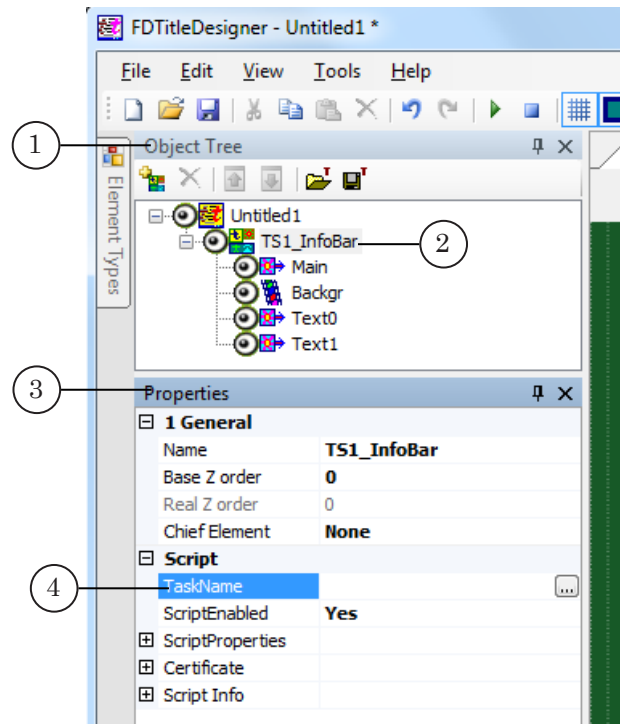 FDTitleDesigner - Untitled1 *
File Edit View Tools Help
1 Object Tree
Element Types
Untitled1
TS1_InfoBar 2
Main
Backgr
Text0
Text1
3 Properties
1 General
Name TS1_InfoBar
Base Z order 0
Real Z order 0
Chief Element None
Script
4 TaskName ...
ScriptEnabled Yes
ScriptProperties
Certificate
Script Info